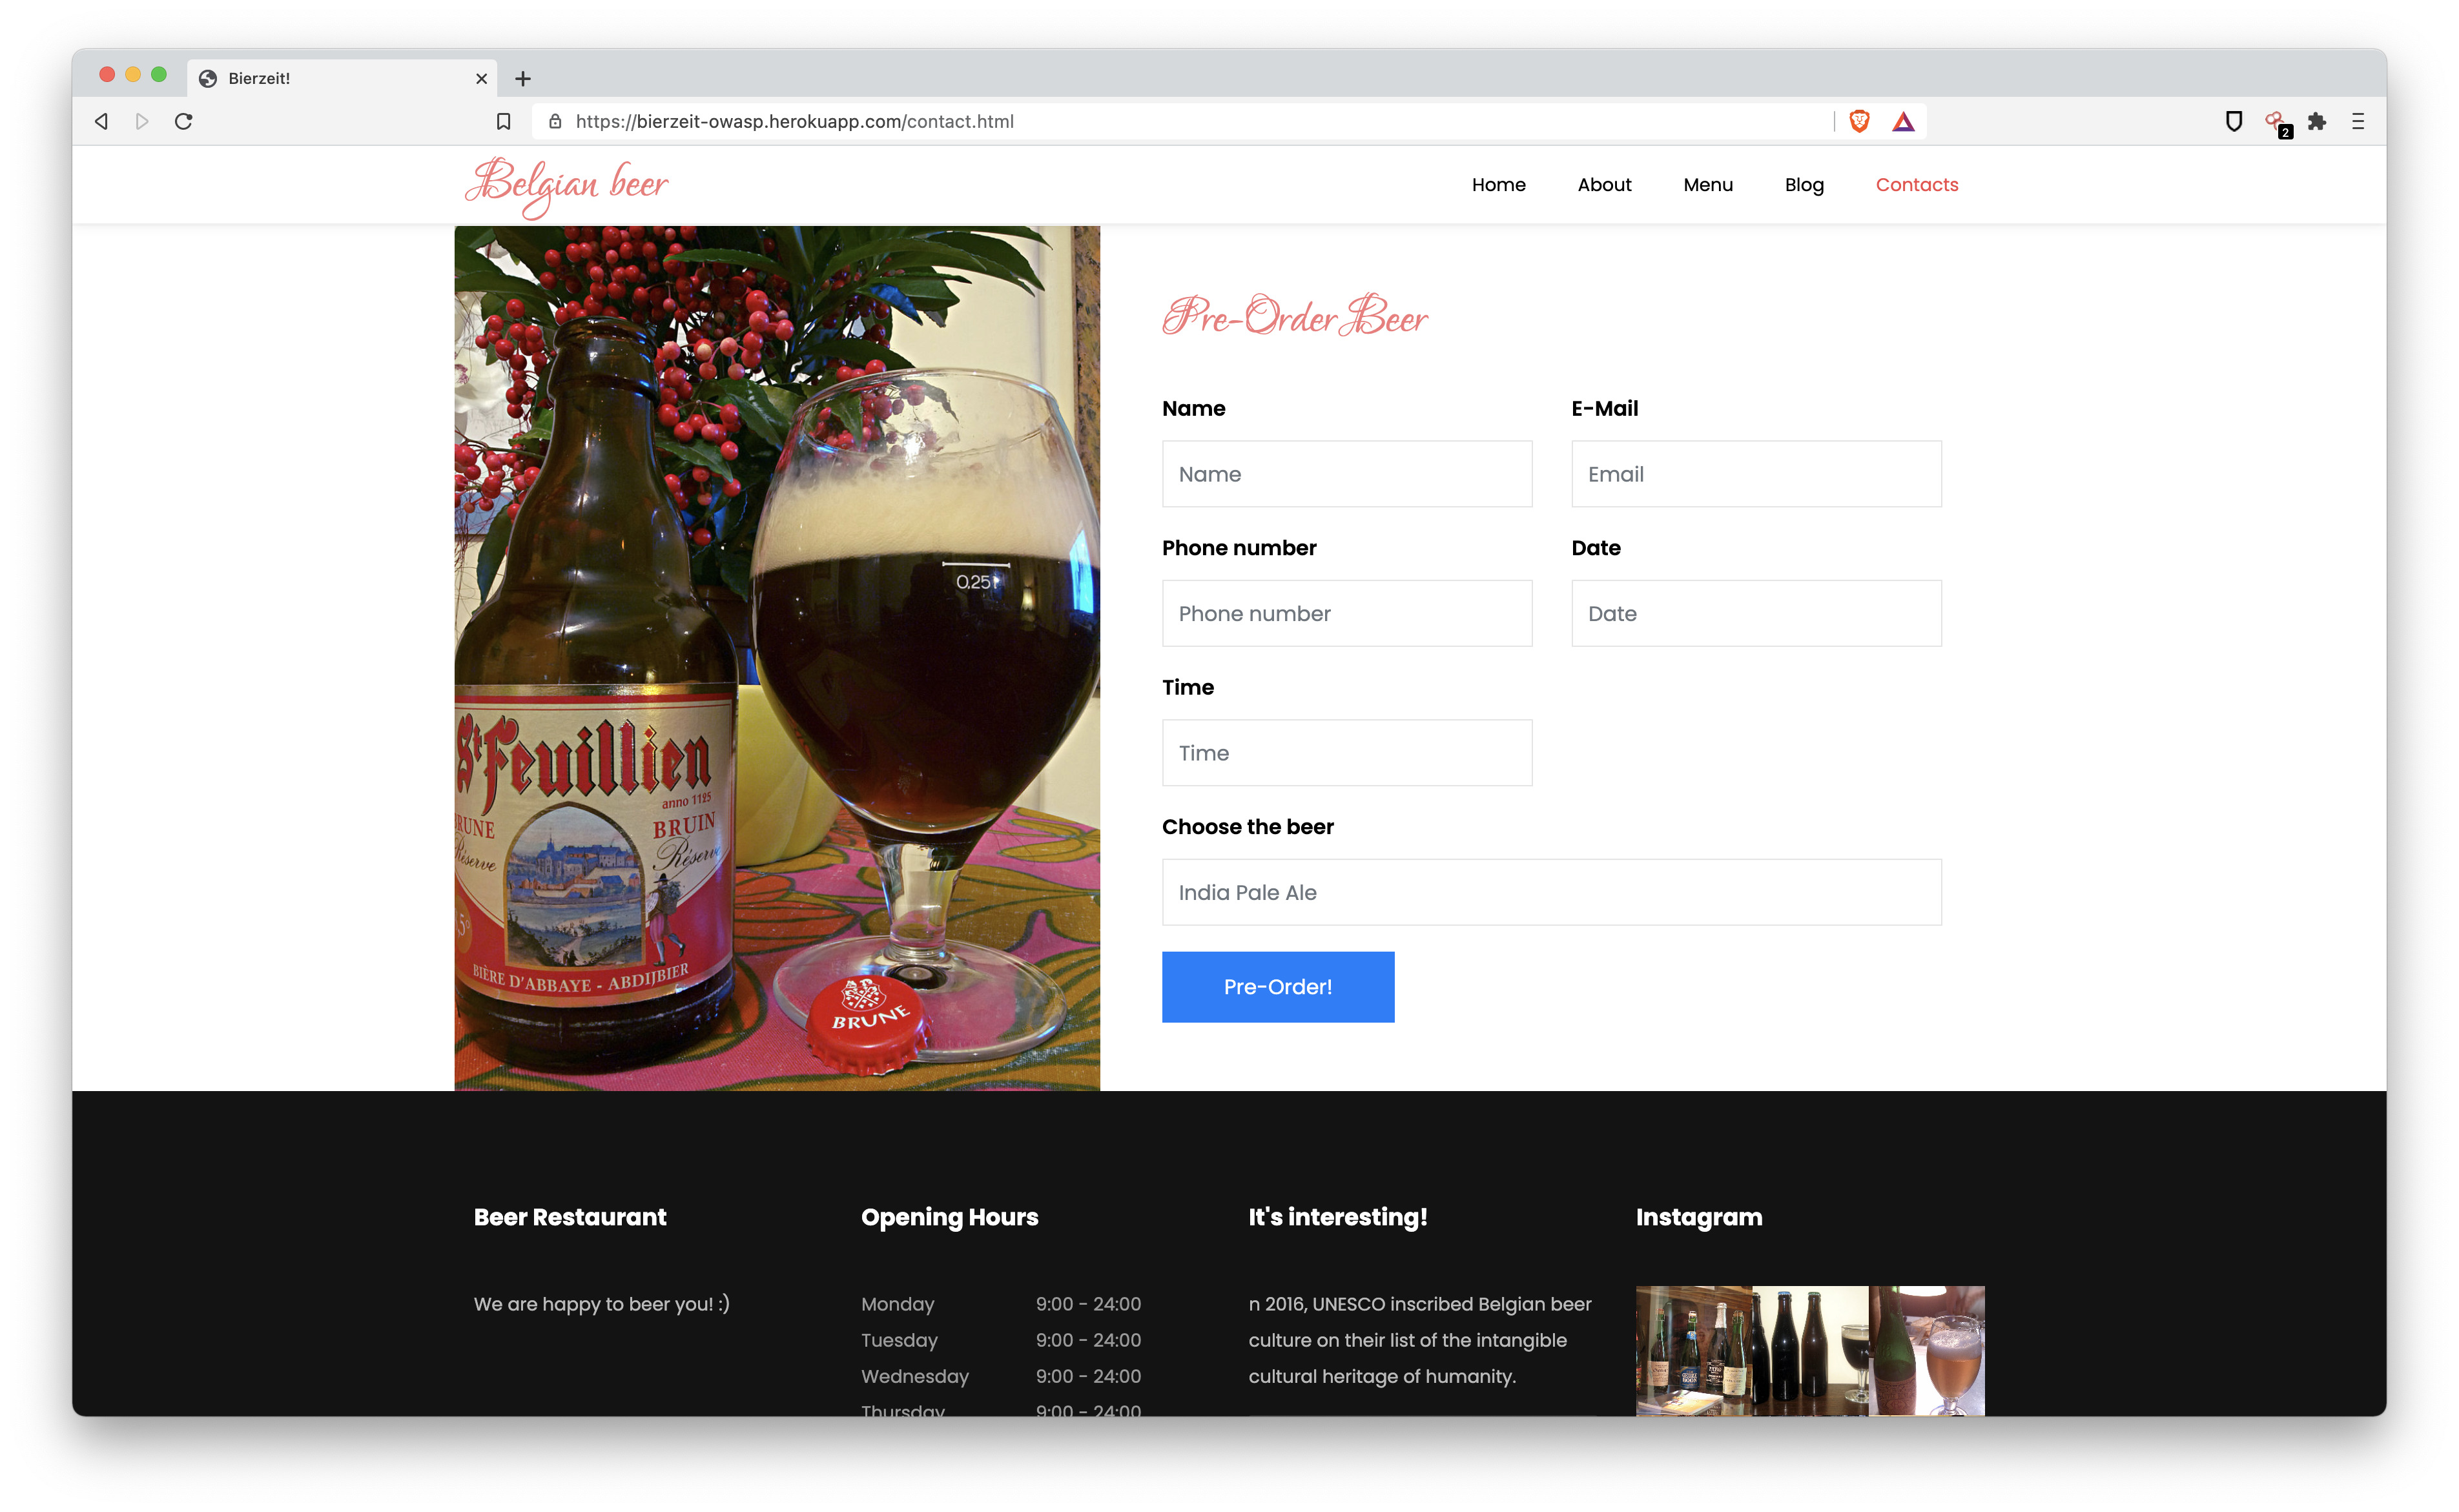 Bierzeit!
https://bierzeit-owasp.herokuapp.com/contact.html
2
Belgian beer
Home About Menu Blog Contacts
Pre-Order Beer
Name E-Mail
Name Email
Phone number Date
Phone number Date
Time
Time
Choose the beer
India Pale Ale
Pre-Order!
0,25l
St Feuillien
anno 1125
BRUNE BRUIN
Réserve Réserve
BIÈRE D'ABBAYE - ABDIJBIER
BRUNE
Beer Restaurant
We are happy to beer you! :)
Opening Hours
Monday 9:00 - 24:00
Tuesday 9:00 - 24:00
Wednesday 9:00 - 24:00
Thursday 9:00 - 24:00
It's interesting!
n 2016, UNESCO inscribed Belgian beer
culture on their list of the intangible
cultural heritage of humanity.
Instagram